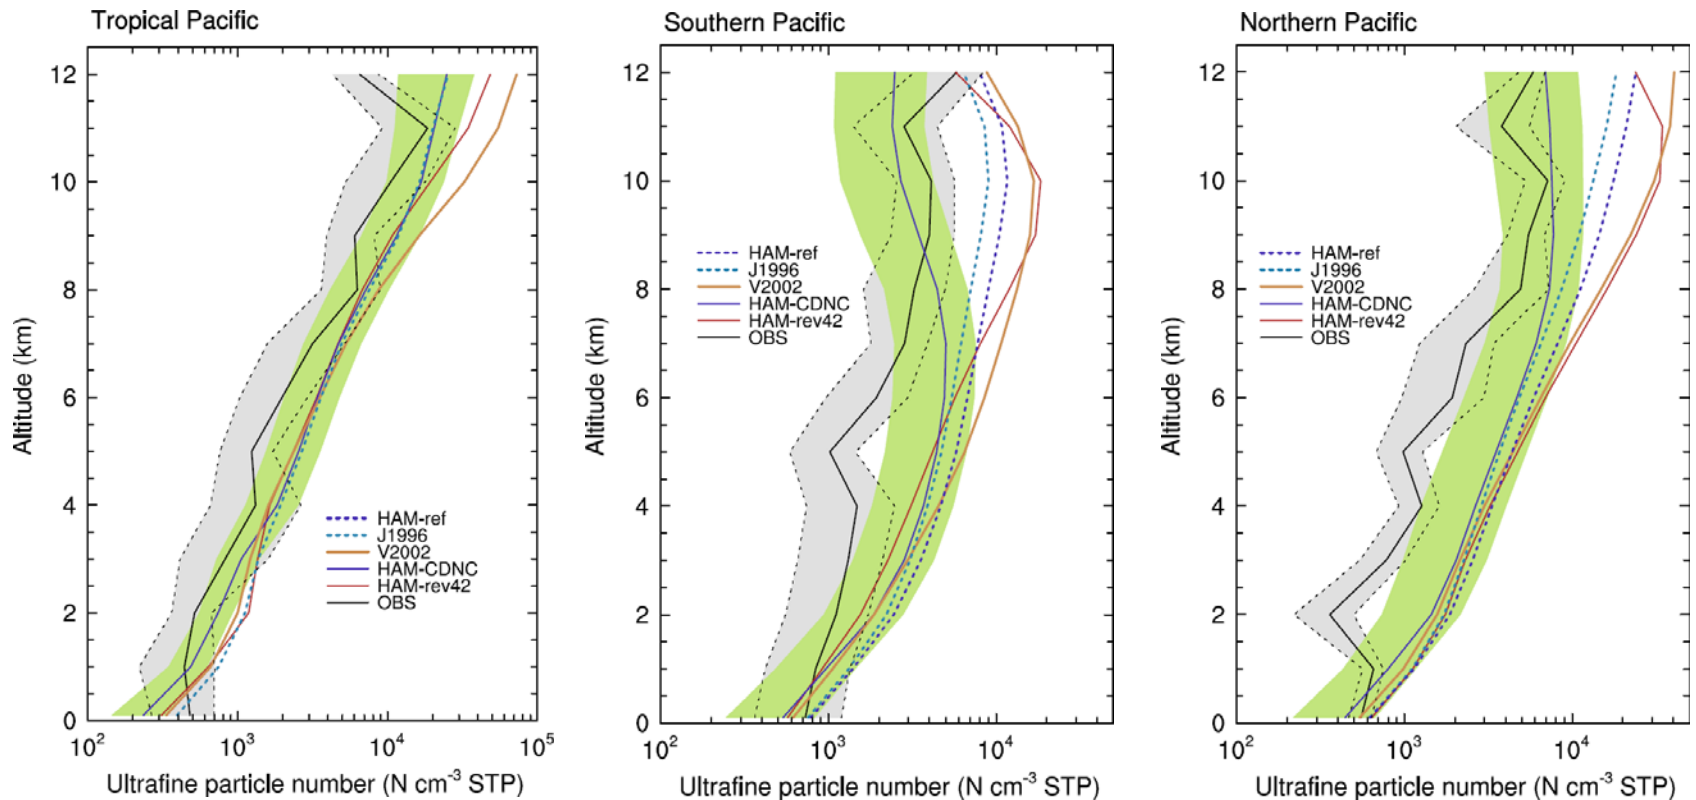 Tropical Pacific
12
10
8
6
4
2
0
Altitude (km)
HAM-ref
J1996
V2002
HAM-CDNC
HAM-rev42
OBS
10² 10³ 10⁴ 10⁵
Ultrafine particle number (N cm⁻³ STP)
Southern Pacific
12
10
8
6
4
2
0
Altitude (km)
HAM-ref
J1996
V2002
HAM-CDNC
HAM-rev42
OBS
10² 10³ 10⁴
Ultrafine particle number (N cm⁻³ STP)
Northern Pacific
12
10
8
6
4
2
0
Altitude (km)
HAM-ref
J1996
V2002
HAM-CDNC
HAM-rev42
OBS
10² 10³ 10⁴
Ultrafine particle number (N cm⁻³ STP)